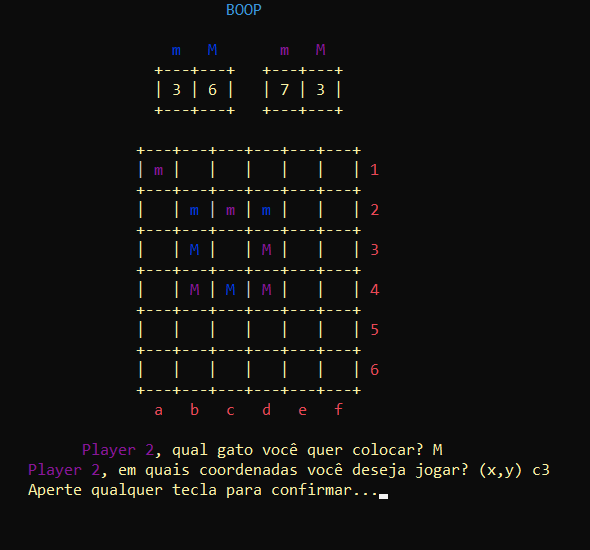 BOOP
m   M     m   M
+---+---+   +---+---+
| 3 | 6 |   | 7 | 3 |
+---+---+   +---+---+
+---+---+---+---+---+---+
| m |   |   |   |   |   | 1
+---+---+---+---+---+---+
|   | m | m | m |   |   | 2
+---+---+---+---+---+---+
|   | M |   | M |   |   | 3
+---+---+---+---+---+---+
|   | M | M | M |   |   | 4
+---+---+---+---+---+---+
|   |   |   |   |   |   | 5
+---+---+---+---+---+---+
|   |   |   |   |   |   | 6
+---+---+---+---+---+---+
a   b   c   d   e   f
Player 2, qual gato você quer colocar? M
Player 2, em quais coordenadas você deseja jogar? (x,y) c3
Aperte qualquer tecla para confirmar...